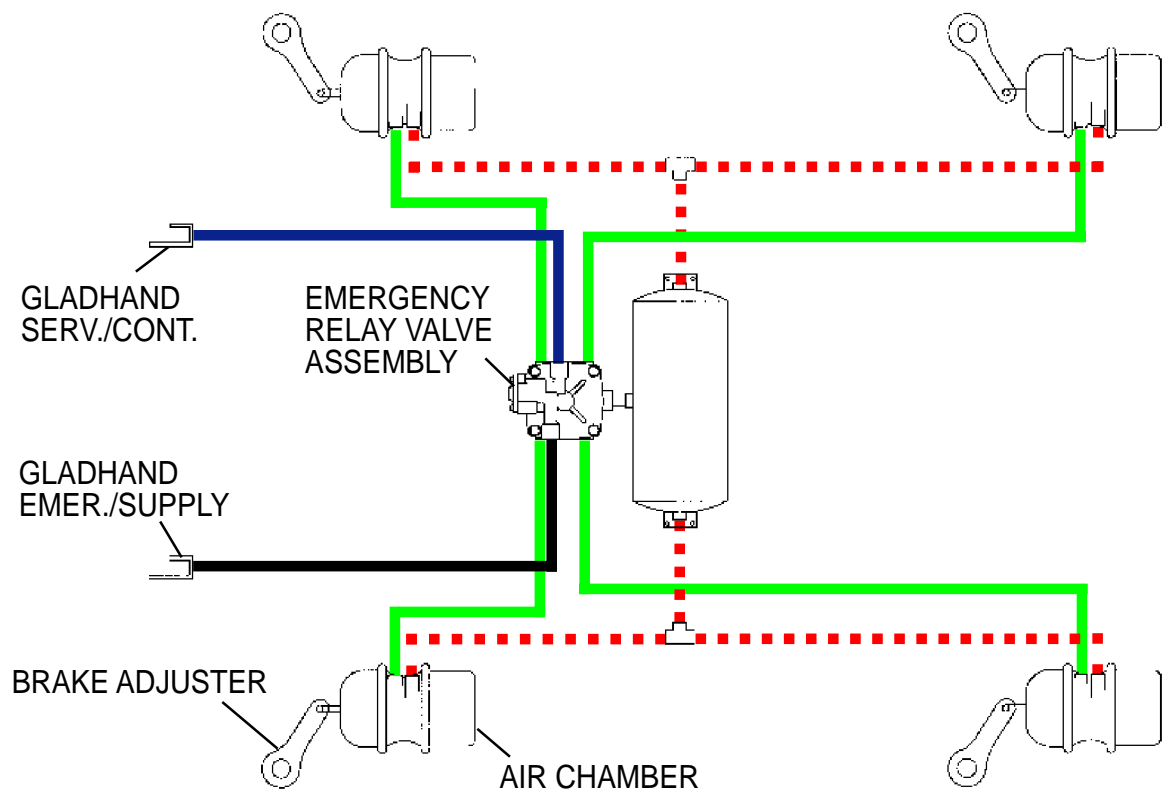 GLADHAND
SERV./CONT.
EMERGENCY
RELAY VALVE
ASSEMBLY
GLADHAND
EMER./SUPPLY
BRAKE ADJUSTER
AIR CHAMBER